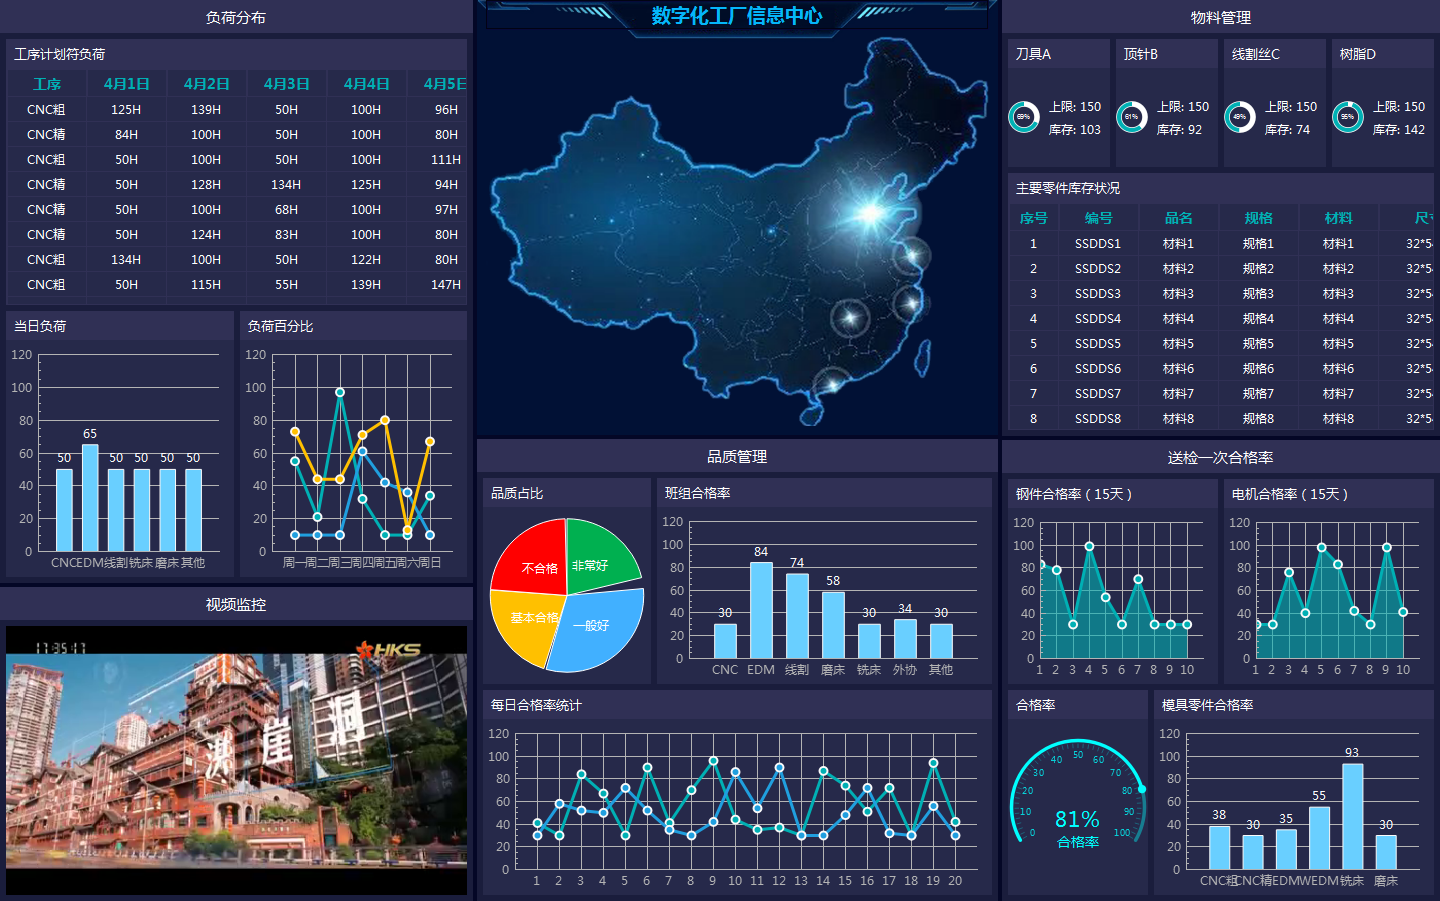 负荷分布
工序计划符负荷
工序 4月1日 4月2日 4月3日 4月4日 4月5日
CNC粗 125H 139H 50H 100H 96H
CNC精 84H 100H 50H 100H 80H
CNC粗 50H 100H 50H 100H 111H
CNC精 50H 128H 134H 125H 94H
CNC精 50H 100H 68H 100H 97H
CNC精 50H 124H 83H 100H 80H
CNC粗 134H 100H 50H 122H 80H
CNC粗 50H 115H 55H 139H 147H
当日负荷
120
100
80
60
40
20
0
50 65 50 50 50 50
CNC EDM 线割 铣床 磨床 其他
负荷百分比
120
100
80
60
40
20
0
周一 周二 周三 周四 周五 周六 周日
视频监控
17:35:17
HKS
洪崖洞
数字化工厂信息中心
品质管理
品质占比
不合格 非常好
基本合格 一般好
班组合格率
120
100
80
60
40
20
0
30 84 74 58 30 34 30
CNC EDM 线割 磨床 铣床 外协 其他
每日合格率统计
120
100
80
60
40
20
0
1 2 3 4 5 6 7 8 9 10 11 12 13 14 15 16 17 18 19 20
物料管理
刀具A 顶针B 线割丝C 树脂D
69% 上限: 150 61% 上限: 150 49% 上限: 150 95% 上限: 150
库存: 103 库存: 92 库存: 74 库存: 142
主要零件库存状况
序号 编号 品名 规格 材料
1 SSDDS1 材料1 规格1 材料1 32*5
2 SSDDS2 材料2 规格2 材料2 32*5
3 SSDDS3 材料3 规格3 材料3 32*5
4 SSDDS4 材料4 规格4 材料4 32*5
5 SSDDS5 材料5 规格5 材料5 32*5
6 SSDDS6 材料6 规格6 材料6 32*5
7 SSDDS7 材料7 规格7 材料7 32*5
8 SSDDS8 材料8 规格8 材料8 32*5
送检一次合格率
钢件合格率（15天）
120
100
80
60
40
20
0
1 2 3 4 5 6 7 8 9 10
电机合格率（15天）
120
100
80
60
40
20
0
1 2 3 4 5 6 7 8 9 10
合格率
0 10 20 30 40 50 60 70 80 90 100
81%
合格率
模具零件合格率
120
100
80
60
40
20
0
38 30 35 55 93 30
CNC粗 CNC精 EDM WEDM 铣床 磨床